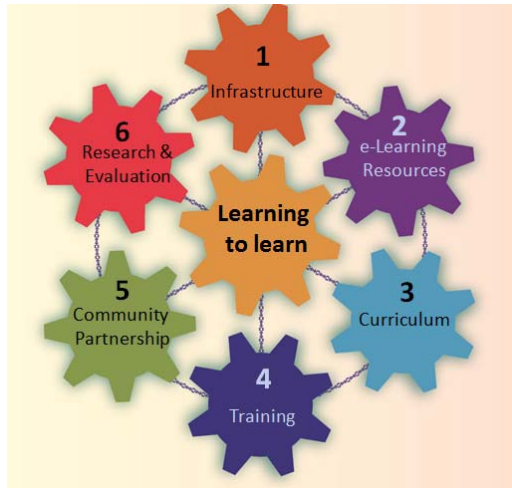 1
Infrastructure
2
e-Learning
Resources
3
Curriculum
4
Training
5
Community
Partnership
6
Research &
Evaluation
Learning
to learn